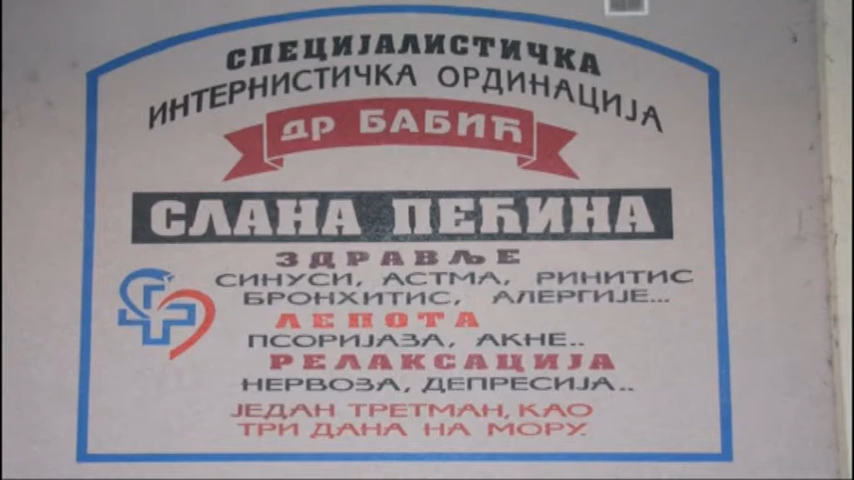 СПЕЦИЈАЛИСТИЧКА
ИНТЕРНИСТИЧКА ОРДИНАЦИЈА
ДР БАБИЋ
СЛАНА ПЕЋИНА
ЗДРАВЉЕ
СИНУСИ, АСТМА, РИНИТИС
БРОНХИТИС, АЛЕРГИЈЕ...
ЛЕПОТА
ПСОРИЈАЗА, АКНЕ..
РЕЛАКСАЦИЈА
НЕРВОЗА, ДЕПРЕСИЈА..
ЈЕДАН ТРЕТМАН, КАО
ТРИ ДАНА НА МОРУ.